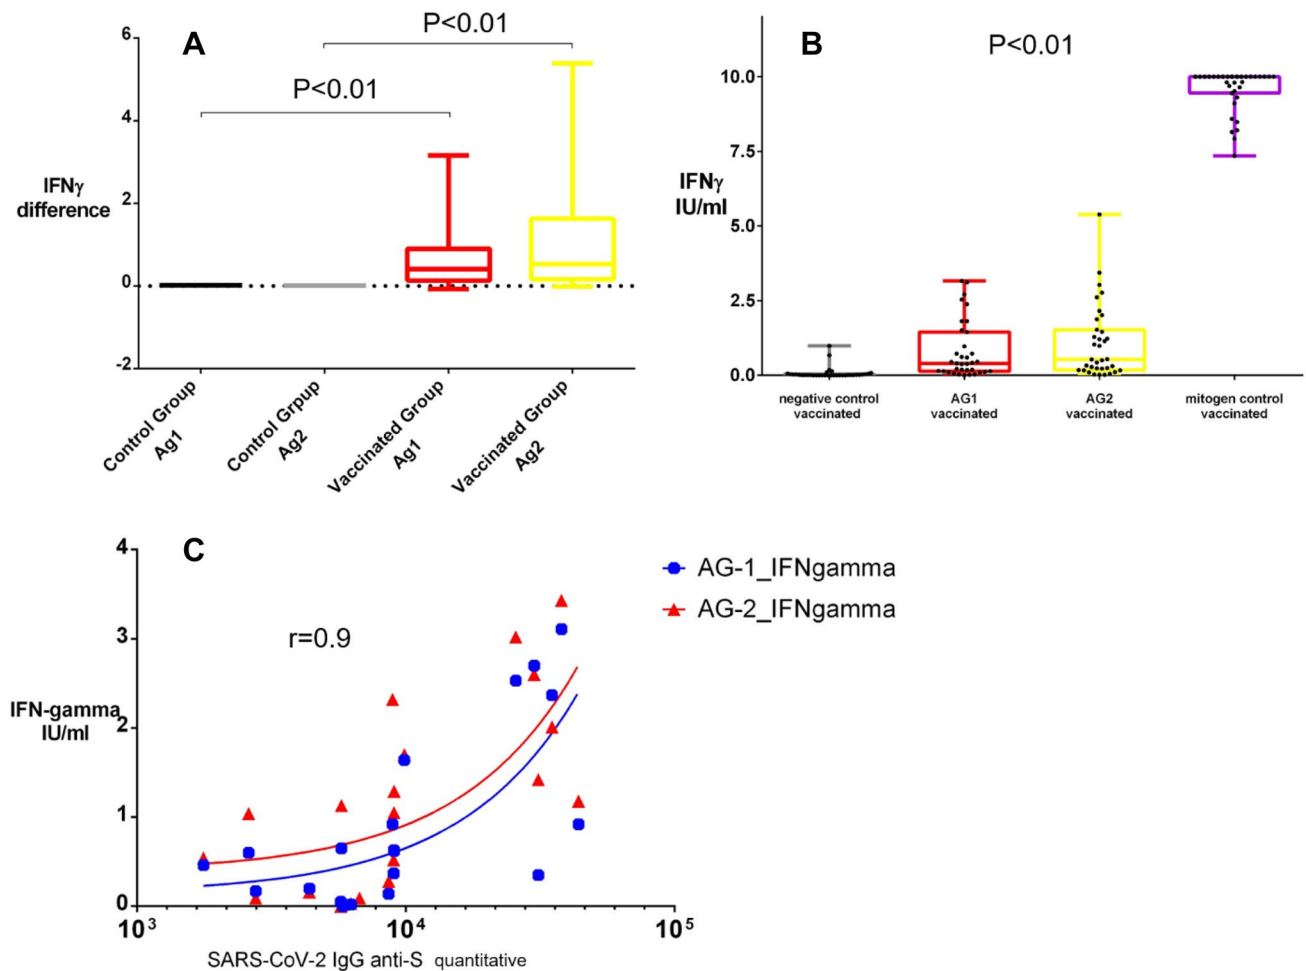 A
P<0.01
P<0.01
6
4
2
0
-2
IFNγ
difference
Control Group
Ag1
Control Grpup
Ag2
Vaccinated Group
Ag1
Vaccinated Group
Ag2
B
P<0.01
10.0
7.5
5.0
2.5
0.0
IFNγ
IU/ml
negative control
vaccinated
AG1
vaccinated
AG2
vaccinated
mitogen control
vaccinated
C
r=0.9
4
3
2
1
0
IFN-gamma
IU/ml
10³
10⁴
10⁵
SARS-CoV-2 IgG anti-S quantitative
AG-1_IFNgamma
AG-2_IFNgamma